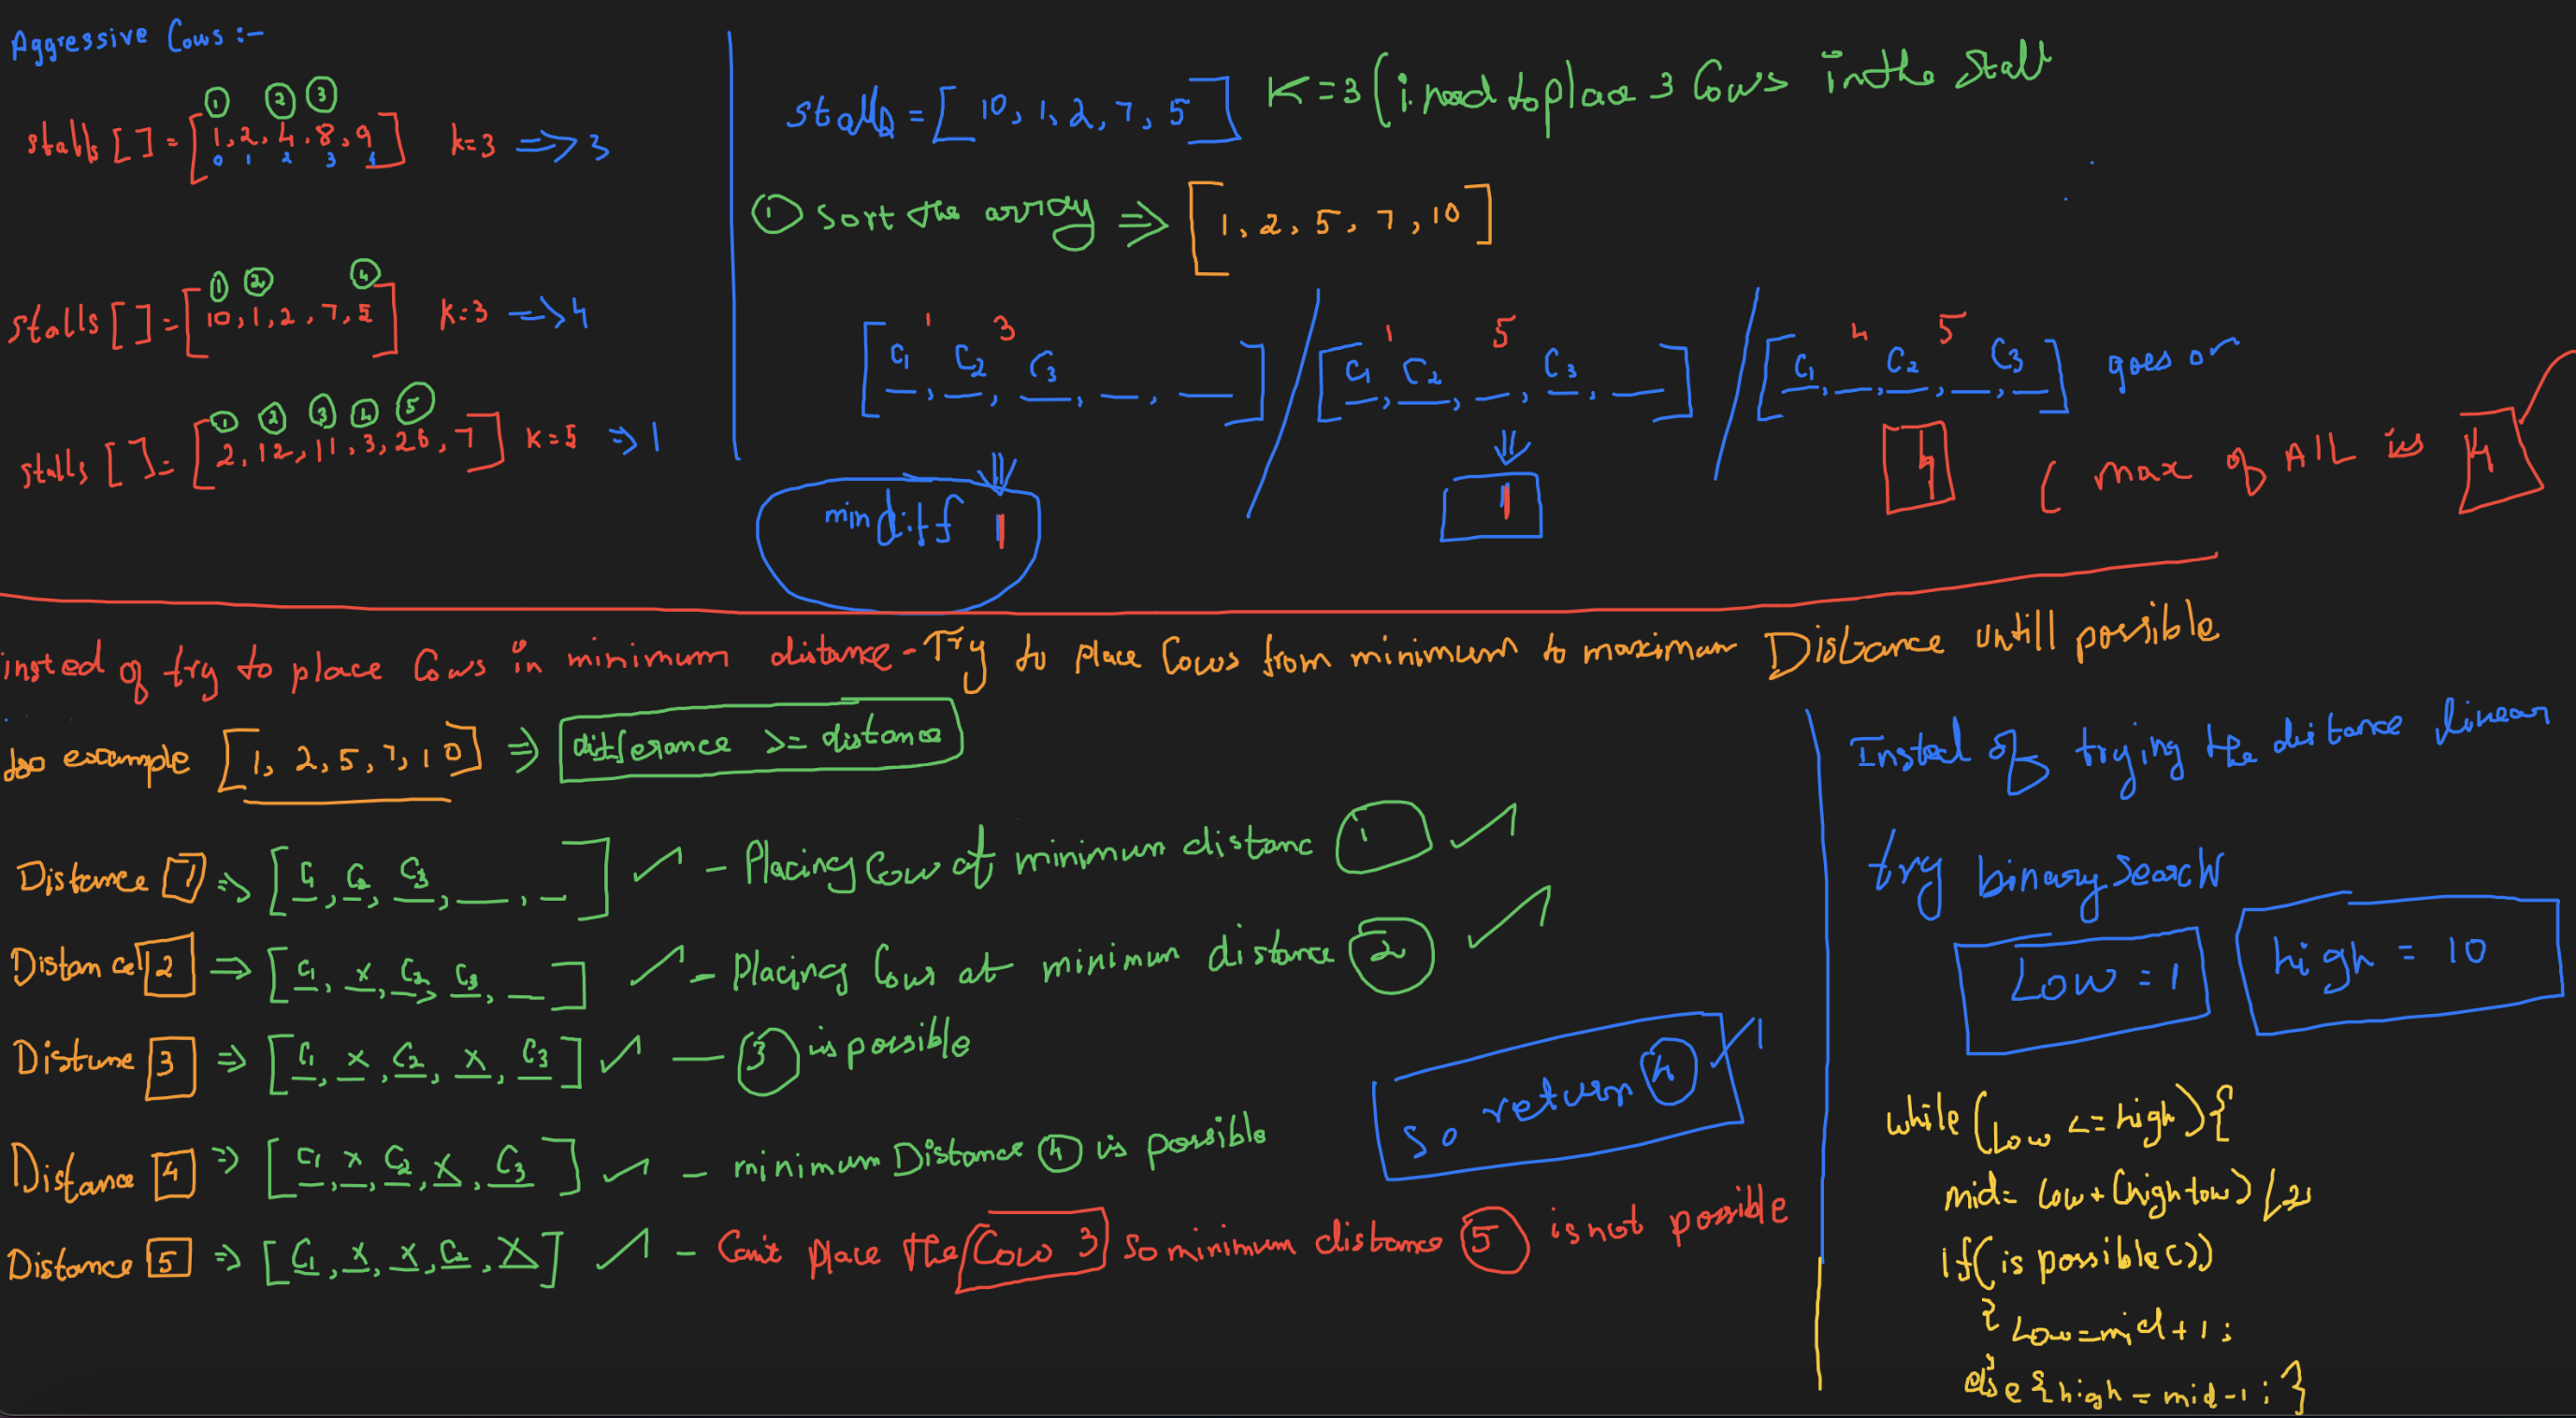 Aggressive Cows :-
① ② ③
stalls [ ] = [1, 2, 4, 8, 9] k=3 => 3
0 1 2 3 4
① ② ④
stalls [ ] = [10, 1, 2, 7, 5] k=3 => 4
① ② ③ ④ ⑤
stalls [ ] = [2, 12, 11, 3, 26, 7] k=5 => 1
stalls = [10, 1, 2, 7, 5] K=3 (i need to place 3 Cows in the stall
① sort the array => [1, 2, 5, 7, 10]
1 3
[C1, C2, C3, __, __]
min diff 1
1 5
[C1, C2, __, C3, __]
1
4 5
[C1, __, C2, __, C3] goes on
4
( max of All is 4
insted of try to place Cows in minimum distance - Try to place Cows from minimum to maximum Distance untill possible
example [1, 2, 5, 7, 10] => differance >= distance
Distance 1 => [C1, C2, C3, __, __] ✓ - Placing Cow at minimum distanc 1 ✓
Distance 2 => [C1, x, C2, C3, __] ✓ - placing Cows at minimum distance 2 ✓
Distane 3 => [C1, x, C2, x, C3] ✓ - 3 is possible
Distance 4 => [C1, x, C2, x, C3] ✓ - minimum Distance 4 is possible
Distance 5 => [C1, x, x, C2, x] ✓ - Can't place the Cow 3 so minimum distance 5 is not possible
so return 4 ✓
Insted of trying the distance linear
try binary search
Low = 1 high = 10
while (Low <= high) {
mid = low + (high-low) /2;
if (is possible())
{ Low = mid + 1 ;
}
else { high = mid - 1 ; }